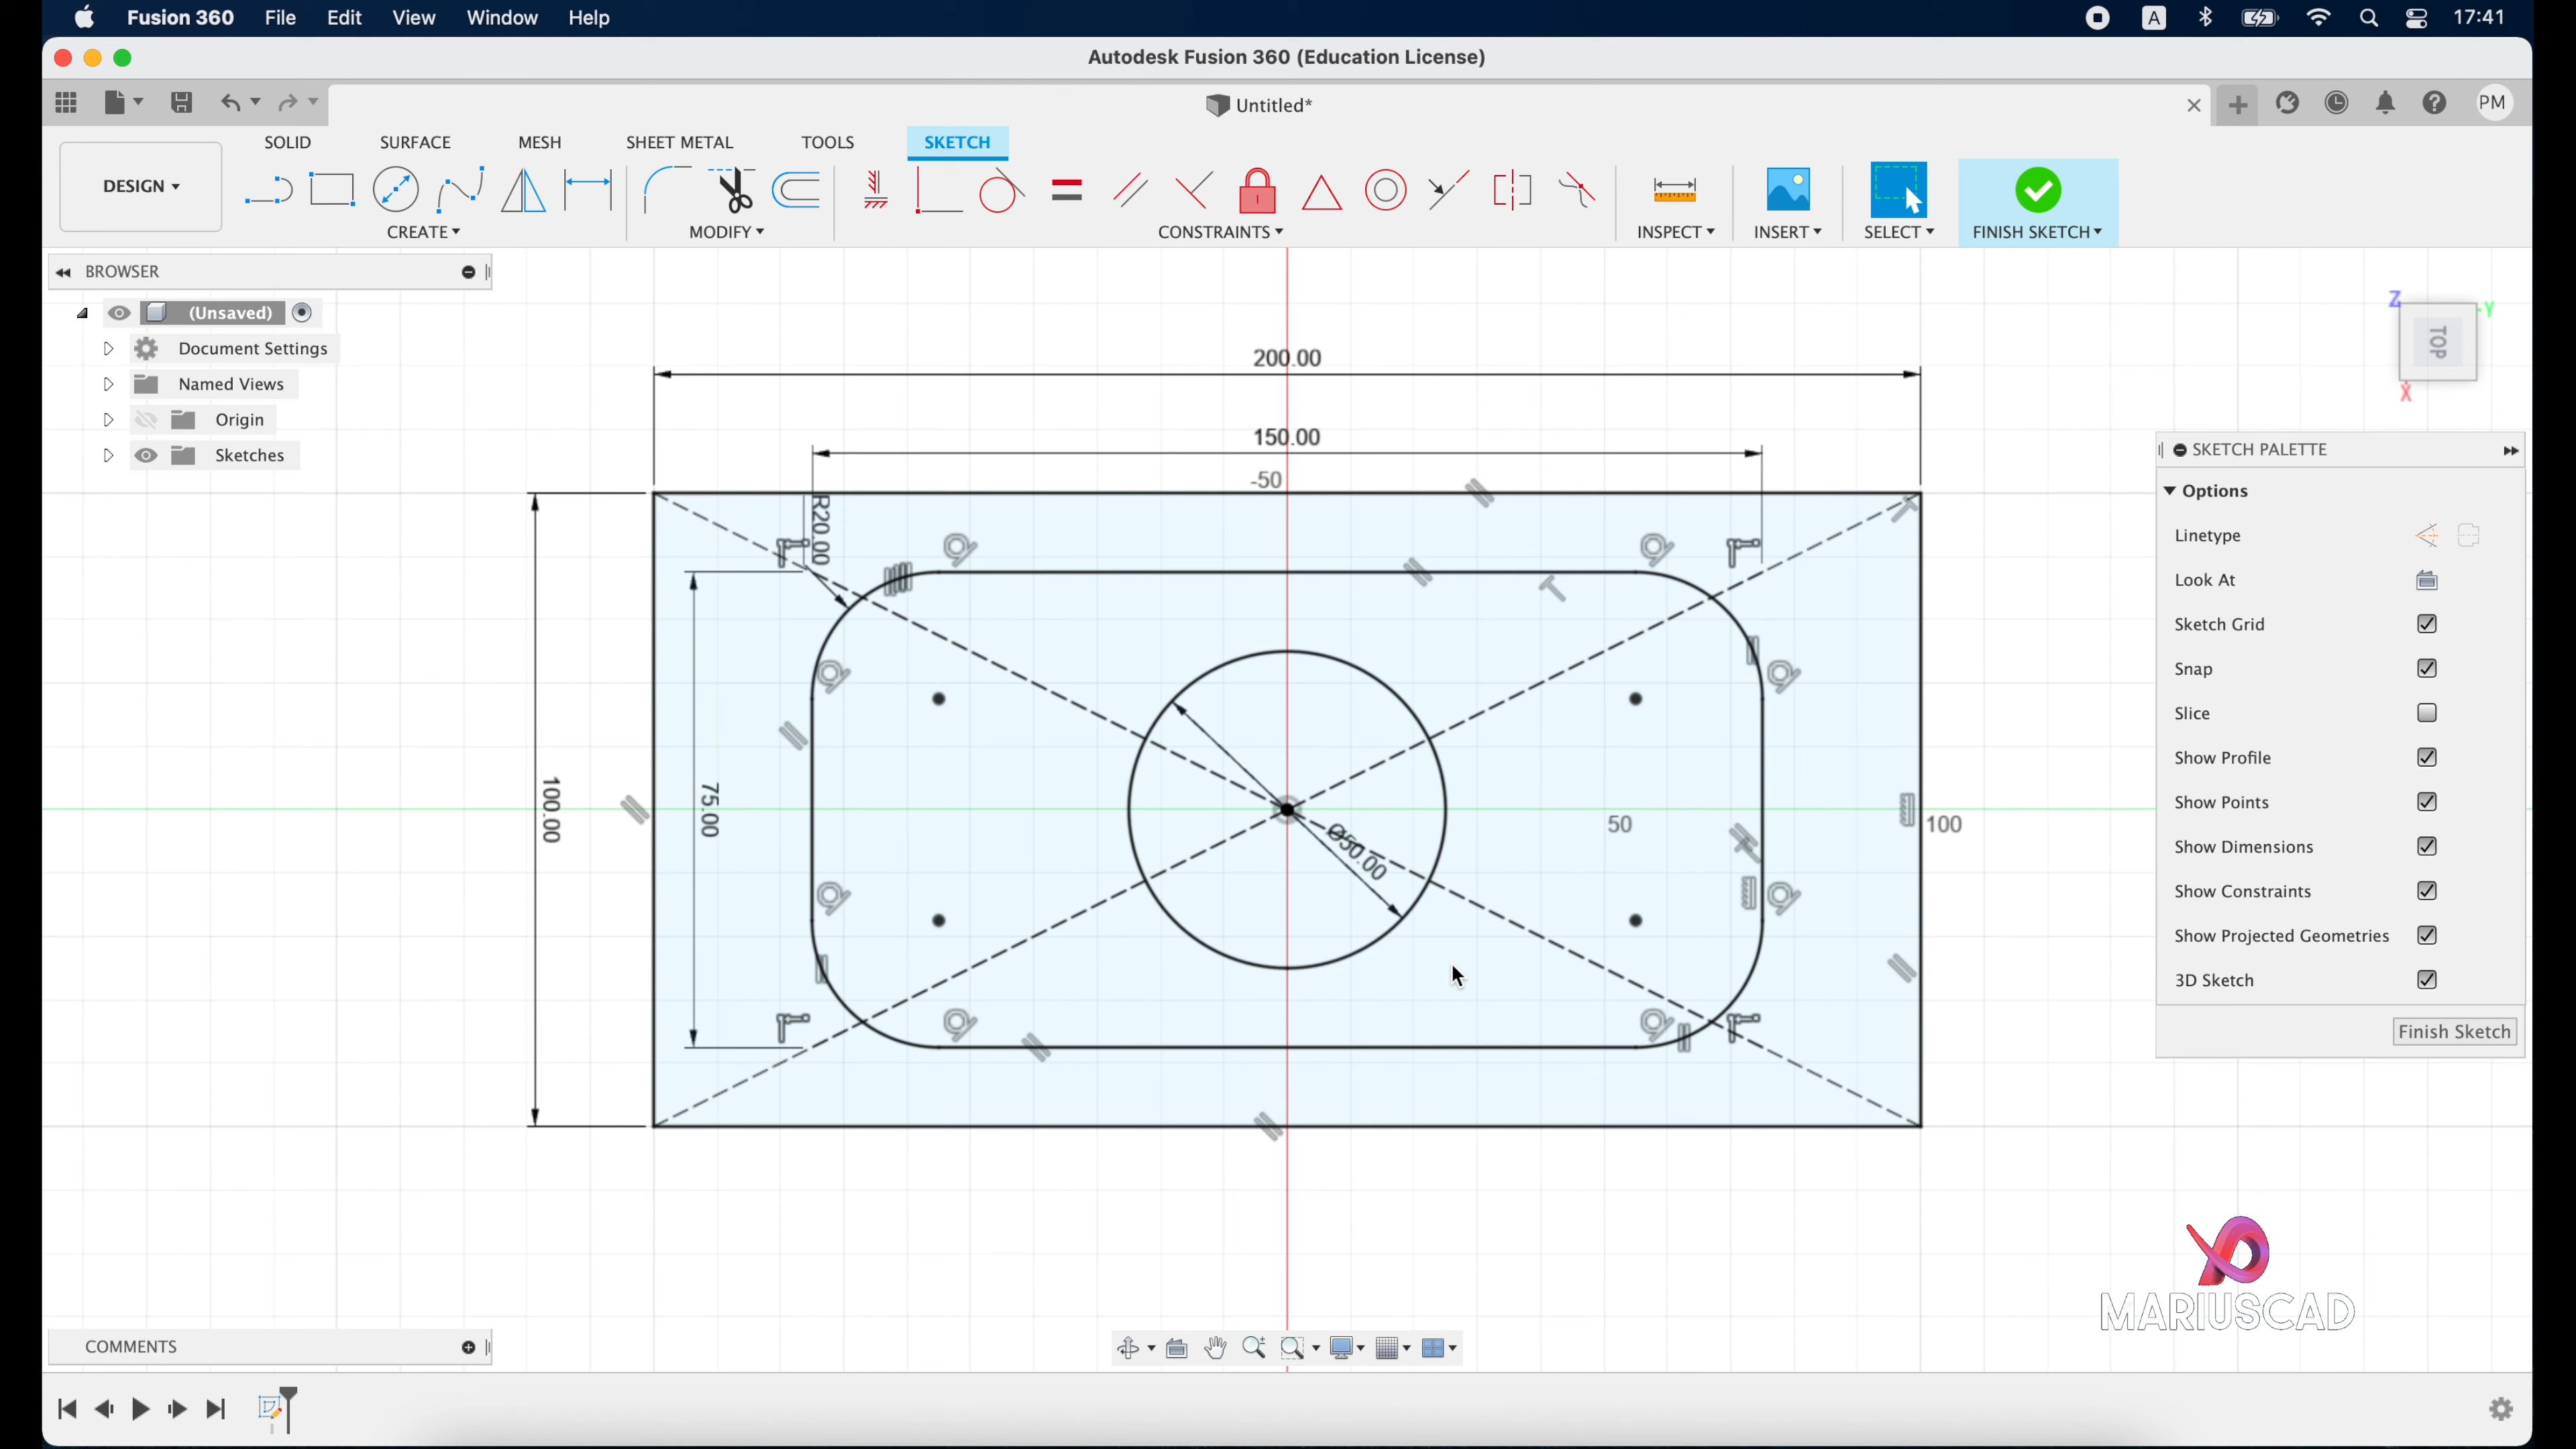 Fusion 360 File Edit View Window Help A 17:41
Autodesk Fusion 360 (Education License)
Untitled* PM
SOLID SURFACE MESH SHEET METAL TOOLS SKETCH
DESIGN
CREATE MODIFY CONSTRAINTS INSPECT INSERT SELECT FINISH SKETCH
BROWSER
(Unsaved)
Document Settings
Named Views
Origin
Sketches
Z -Y
TOP
X
200.00
150.00
-50
R20.00
100.00
75.00
Ø50.00
50
100
SKETCH PALETTE
Options
Linetype
Look At
Sketch Grid
Snap
Slice
Show Profile
Show Points
Show Dimensions
Show Constraints
Show Projected Geometries
3D Sketch
Finish Sketch
MARIUSCAD
COMMENTS